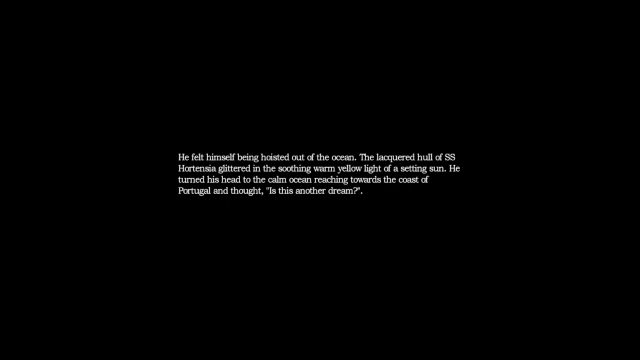 He felt himself being hoisted out of the ocean. The lacquered hull of SS
Hortensia glittered in the soothing warm yellow light of a setting sun. He
turned his head to the calm ocean reaching towards the coast of
Portugal and thought, "Is this another dream?".